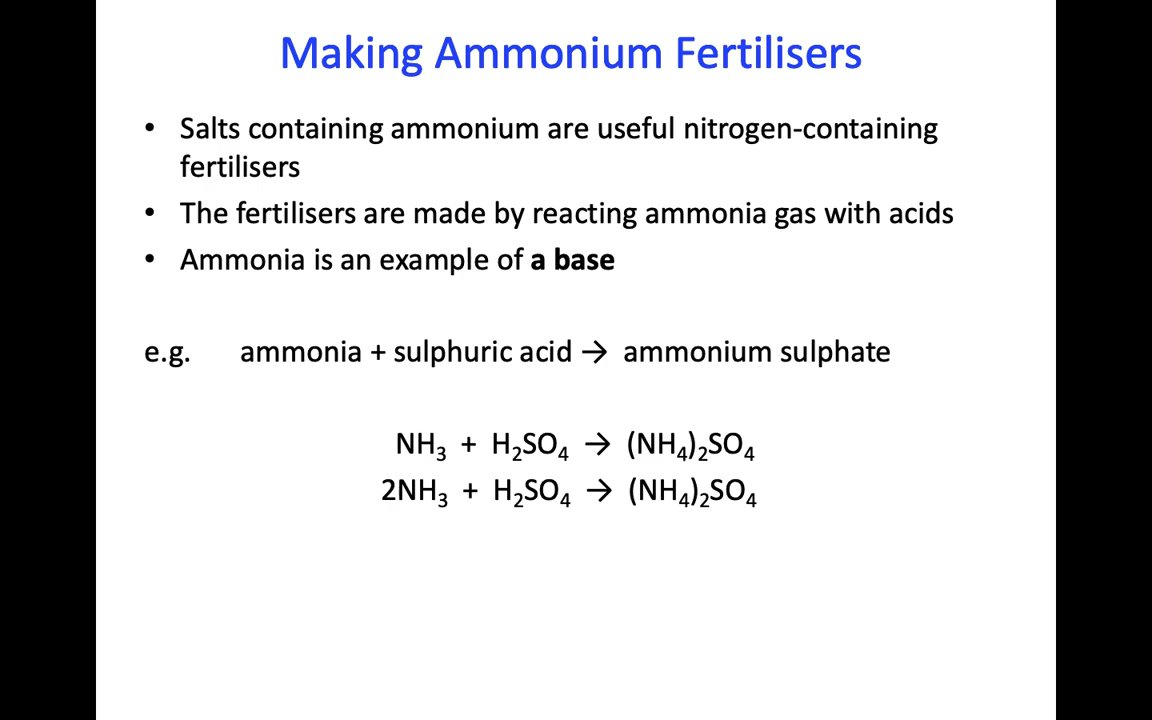 Making Ammonium Fertilisers
• Salts containing ammonium are useful nitrogen-containing
fertilisers
• The fertilisers are made by reacting ammonia gas with acids
• Ammonia is an example of a base
e.g. ammonia + sulphuric acid → ammonium sulphate
NH₃ + H₂SO₄ → (NH₄)₂SO₄
2NH₃ + H₂SO₄ → (NH₄)₂SO₄